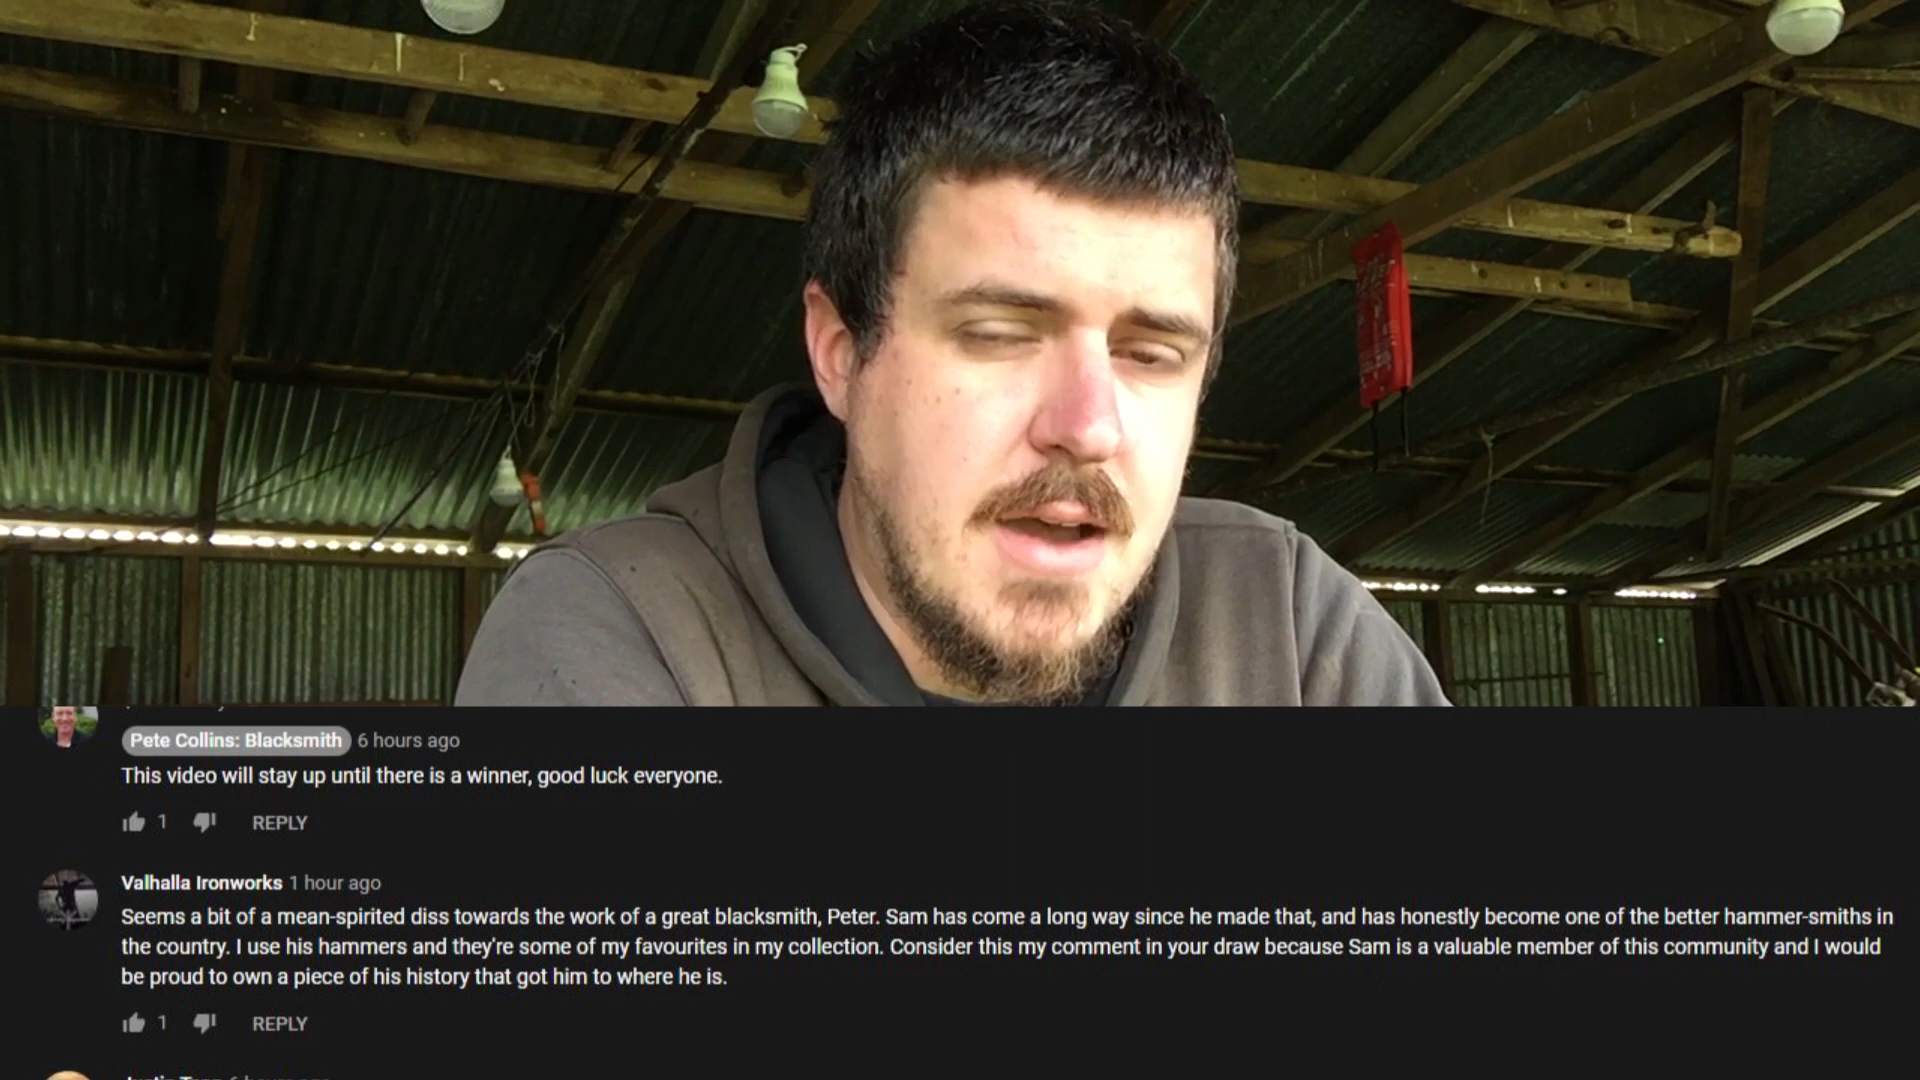 Pete Collins: Blacksmith 6 hours ago
This video will stay up until there is a winner, good luck everyone.
1 REPLY
Valhalla Ironworks 1 hour ago
Seems a bit of a mean-spirited diss towards the work of a great blacksmith, Peter. Sam has come a long way since he made that, and has honestly become one of the better hammer-smiths in
the country. I use his hammers and they're some of my favourites in my collection. Consider this my comment in your draw because Sam is a valuable member of this community and I would
be proud to own a piece of his history that got him to where he is.
1 REPLY